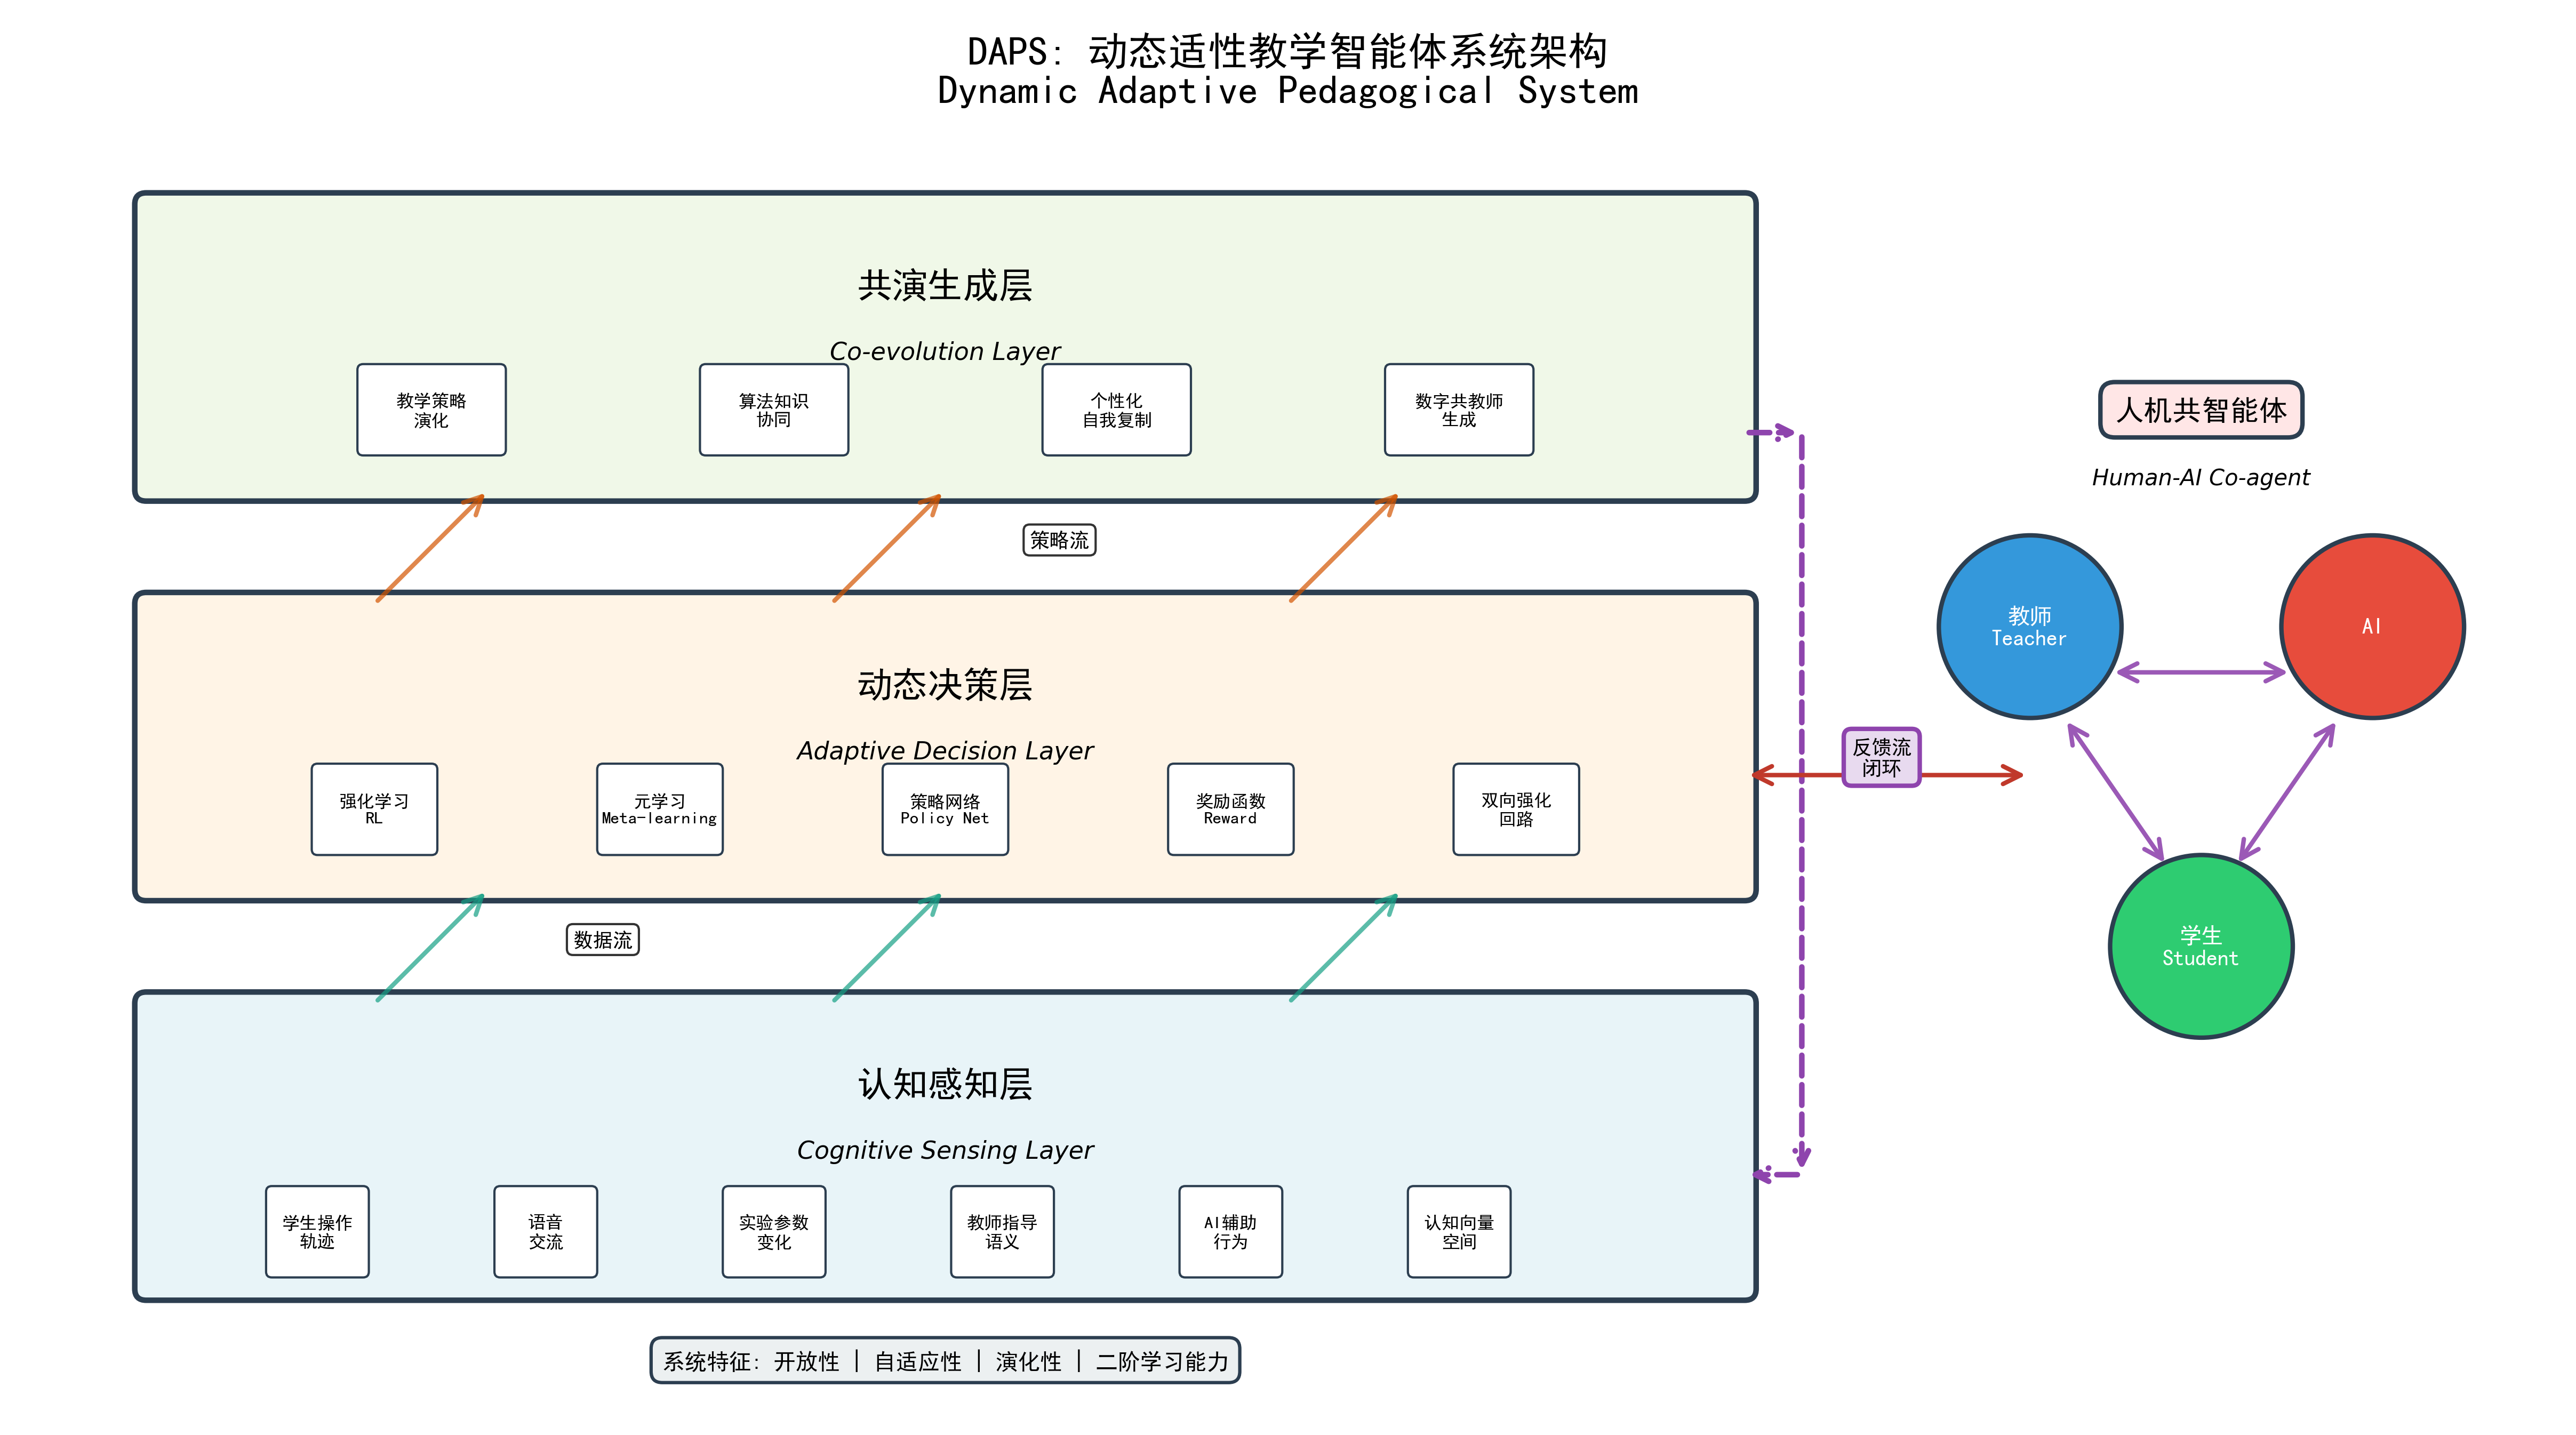 DAPS: 动态适性教学智能体系统架构
Dynamic Adaptive Pedagogical System
共演生成层
Co-evolution Layer
教学策略
演化
算法知识
协同
个性化
自我复制
数字共教师
生成
策略流
动态决策层
Adaptive Decision Layer
强化学习
RL
元学习
Meta-learning
策略网络
Policy Net
奖励函数
Reward
双向强化
回路
数据流
认知感知层
Cognitive Sensing Layer
学生操作
轨迹
语音
交流
实验参数
变化
教师指导
语义
AI辅助
行为
认知向量
空间
系统特征: 开放性 | 自适应性 | 演化性 | 二阶学习能力
反馈流
闭环
人机共智能体
Human-AI Co-agent
教师
Teacher
AI
学生
Student